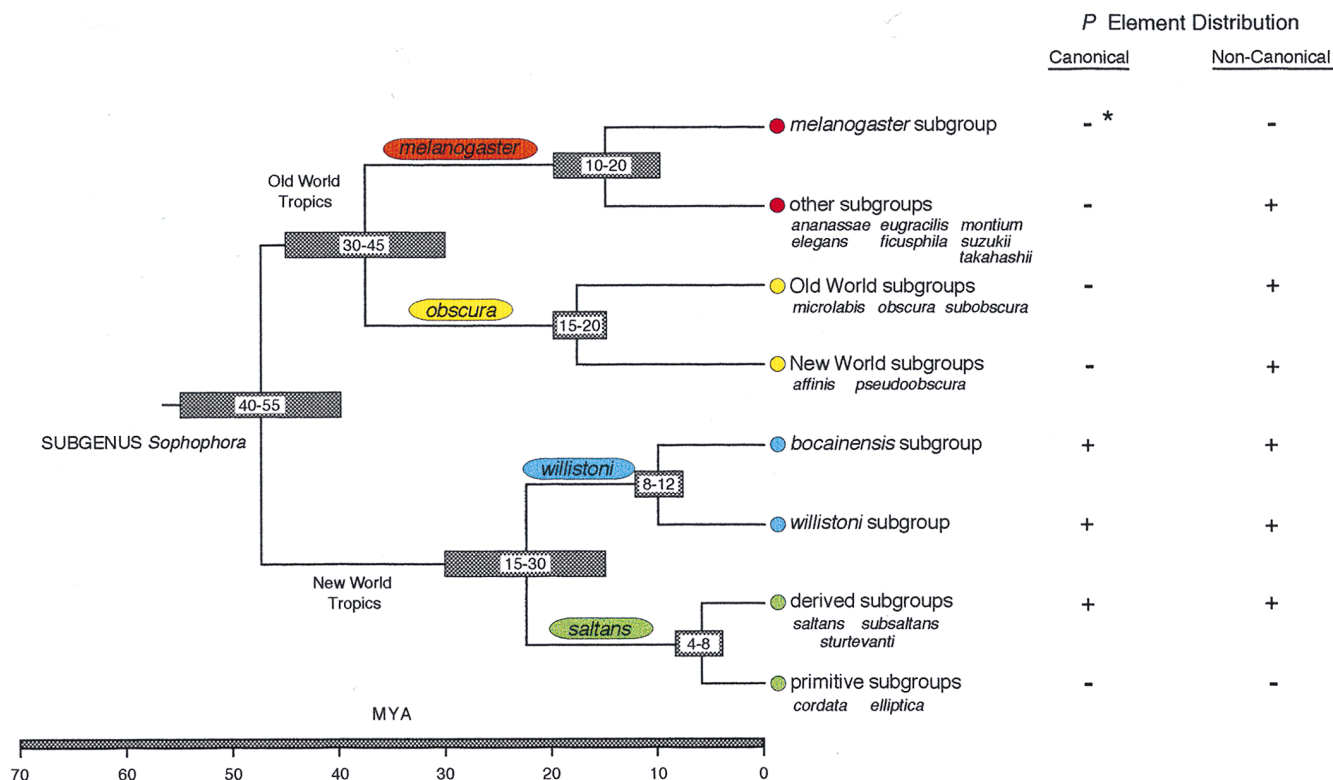 P Element Distribution
Canonical Non-Canonical
melanogaster subgroup - * -
melanogaster
10-20
Old World
Tropics
other subgroups - +
ananassae eugracilis montium
elegans ficusphila suzukii
takahashii
30-45
Old World subgroups - +
microlabis obscura subobscura
obscura
15-20
New World subgroups - +
affinis pseudoobscura
40-55
SUBGENUS Sophophora
bocainensis subgroup + +
willistoni
8-12
willistoni subgroup + +
15-30
New World
Tropics
derived subgroups + +
saltans subsaltans
sturtevanti
saltans
4-8
primitive subgroups - -
cordata elliptica
MYA
70 60 50 40 30 20 10 0